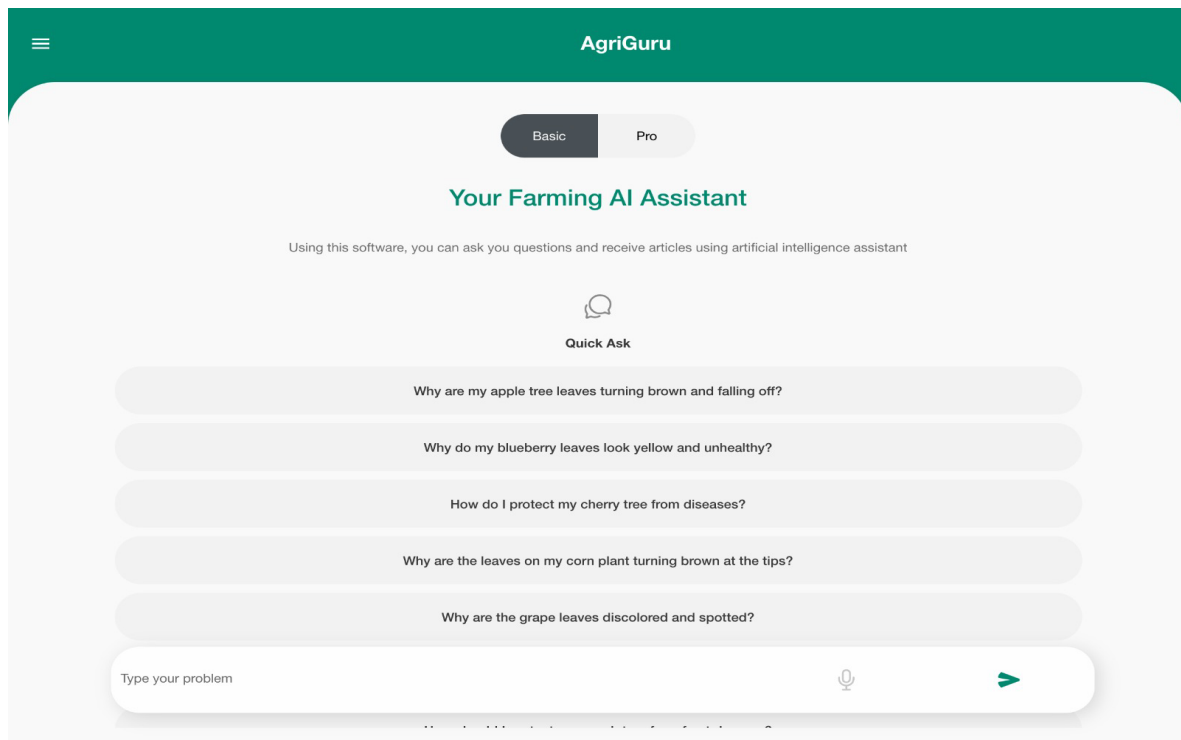 AgriGuru
Basic
Pro
Your Farming AI Assistant
Using this software, you can ask you questions and receive articles using artificial intelligence assistant
Quick Ask
Why are my apple tree leaves turning brown and falling off?
Why do my blueberry leaves look yellow and unhealthy?
How do I protect my cherry tree from diseases?
Why are the leaves on my corn plant turning brown at the tips?
Why are the grape leaves discolored and spotted?
Type your problem